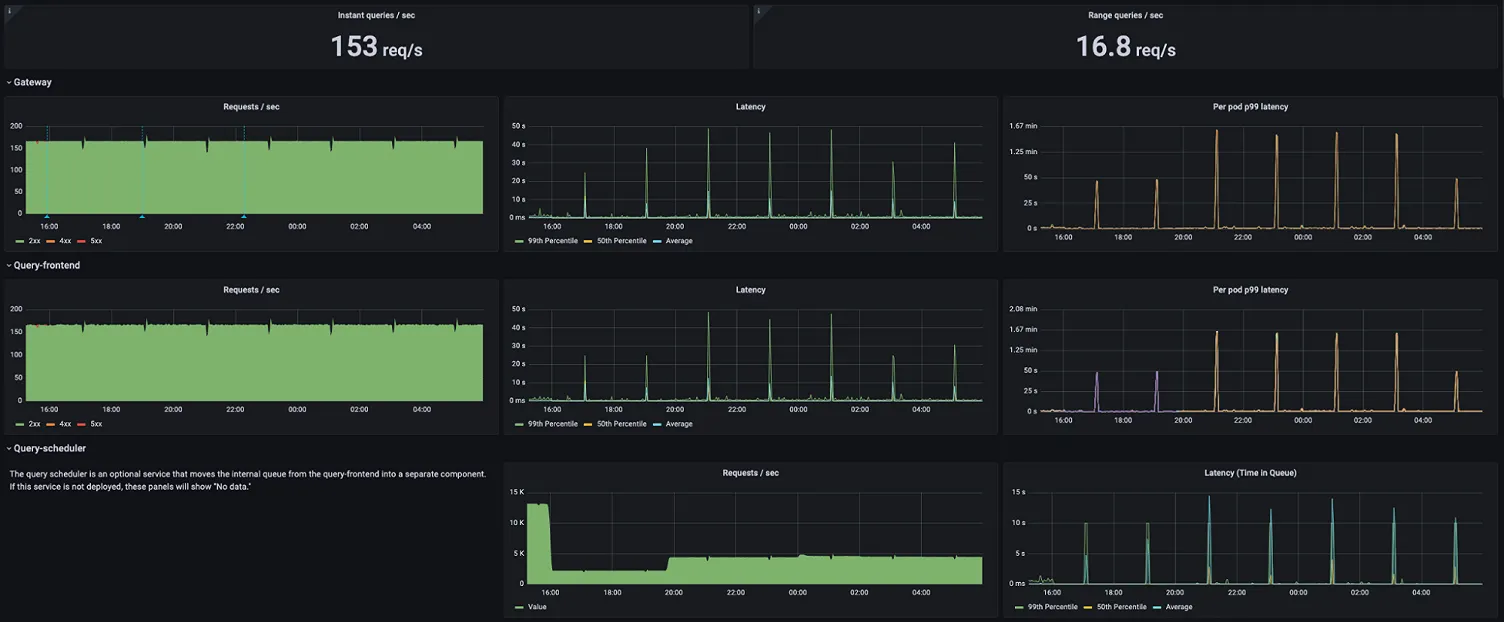 i
Instant queries / sec
153 req/s
i
Range queries / sec
16.8 req/s
Gateway
Requests / sec
200
150
100
50
0
16:00 18:00 20:00 22:00 00:00 02:00 04:00
2xx 4xx 5xx
Latency
50 s
40 s
30 s
20 s
10 s
0 ms
16:00 18:00 20:00 22:00 00:00 02:00 04:00
99th Percentile 50th Percentile Average
Per pod p99 latency
1.67 min
1.25 min
50 s
25 s
0 s
16:00 18:00 20:00 22:00 00:00 02:00 04:00
Query-frontend
Requests / sec
200
150
100
50
0
16:00 18:00 20:00 22:00 00:00 02:00 04:00
2xx 4xx 5xx
Latency
50 s
40 s
30 s
20 s
10 s
0 ms
16:00 18:00 20:00 22:00 00:00 02:00 04:00
99th Percentile 50th Percentile Average
Per pod p99 latency
2.08 min
1.67 min
1.25 min
50 s
25 s
0 s
16:00 18:00 20:00 22:00 00:00 02:00 04:00
Query-scheduler
The query scheduler is an optional service that moves the internal queue from the query-frontend into a separate component.
If this service is not deployed, these panels will show "No data."
Requests / sec
15 K
10 K
5 K
0
16:00 18:00 20:00 22:00 00:00 02:00 04:00
Value
Latency (Time in Queue)
15 s
10 s
5 s
0 ms
16:00 18:00 20:00 22:00 00:00 02:00 04:00
99th Percentile 50th Percentile Average